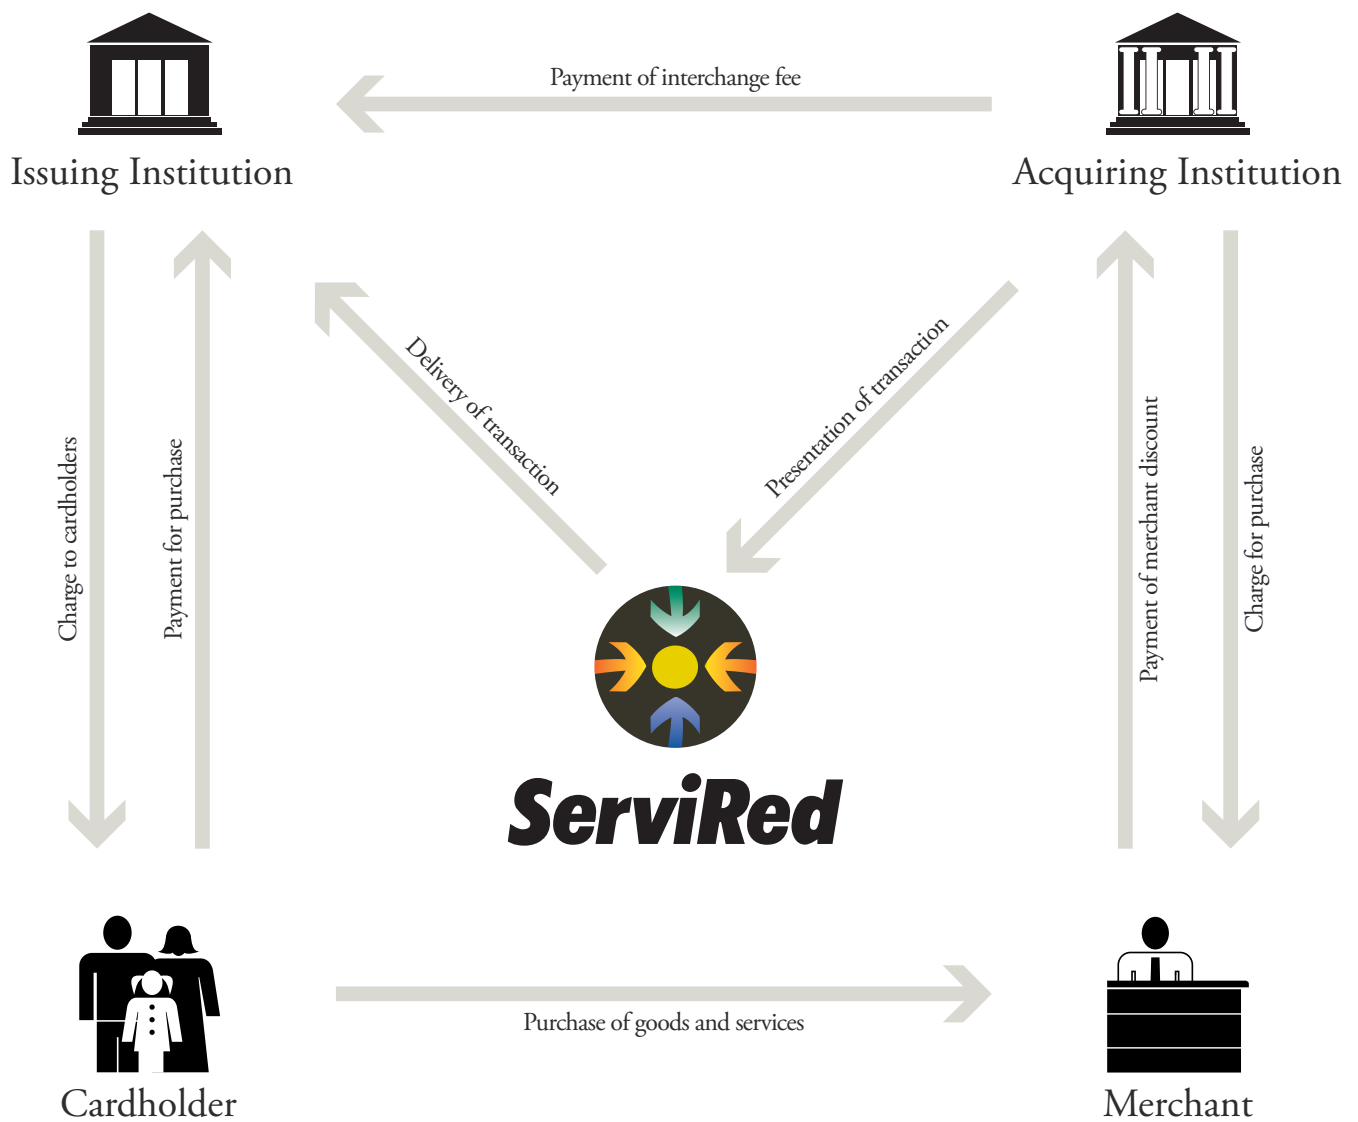 Payment of interchange fee
Issuing Institution
Acquiring Institution
Delivery of transaction
Presentation of transaction
Charge to cardholders
Payment for purchase
Payment of merchant discount
Charge for purchase
ServiRed
Purchase of goods and services
Cardholder
Merchant